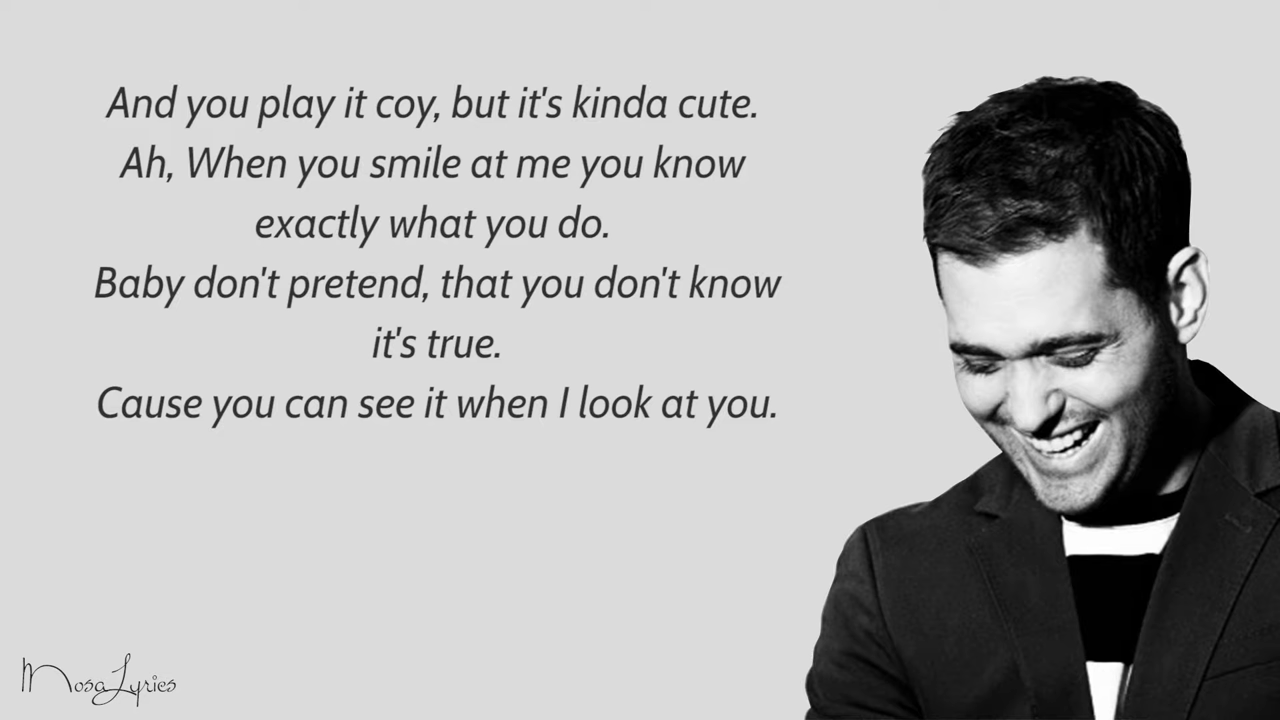 And you play it coy, but it's kinda cute.
Ah, When you smile at me you know
exactly what you do.
Baby don't pretend, that you don't know
it's true.
Cause you can see it when I look at you.
MosaLyrics